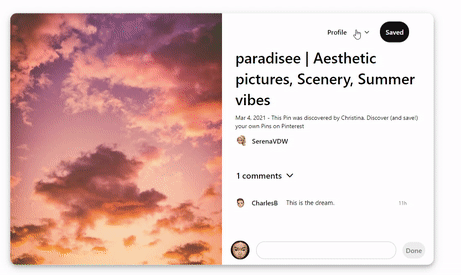 Profile
Saved
paradisee | Aesthetic
pictures, Scenery, Summer
vibes
Mar 4, 2021 - This Pin was discovered by Christina. Discover (and save!)
your own Pins on Pinterest
SerenaVDW
1 comments
CharlesB This is the dream. 11h
Done